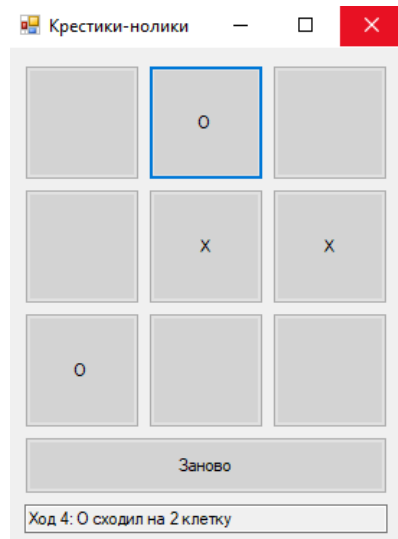 Крестики-нолики
O
X X
O
Заново
Ход 4: О сходил на 2 клетку